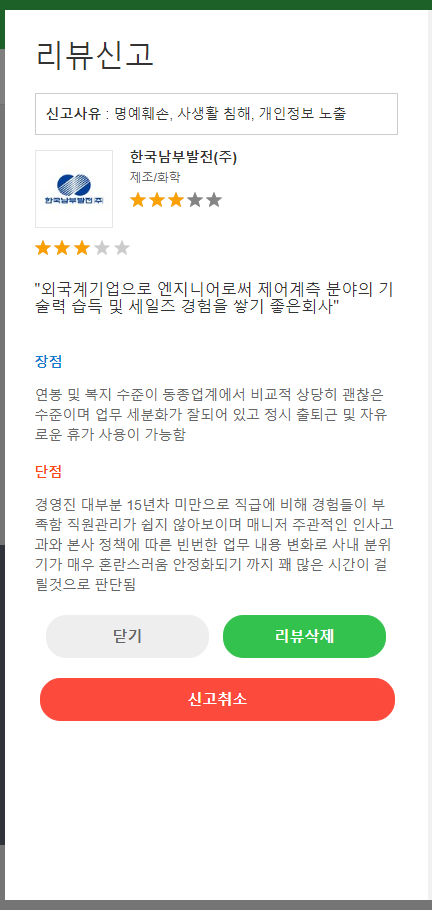 리뷰신고
신고사유 : 명예훼손, 사생활 침해, 개인정보 노출
한국남부발전(주)
제조/화학
한국남부발전(주)
"외국계기업으로 엔지니어로써 제어계측 분야의 기
술력 습득 및 세일즈 경험을 쌓기 좋은회사"
장점
연봉 및 복지 수준이 동종업계에서 비교적 상당히 괜찮은
수준이며 업무 세분화가 잘되어 있고 정시 출퇴근 및 자유
로운 휴가 사용이 가능함
단점
경영진 대부분 15년차 미만으로 직급에 비해 경험들이 부
족함 직원관리가 쉽지 않아보이며 매니저 주관적인 인사고
과와 본사 정책에 따른 빈번한 업무 내용 변화로 사내 분위
기가 매우 혼란스러움 안정화되기 까지 꽤 많은 시간이 걸
릴것으로 판단됨
닫기
리뷰삭제
신고취소